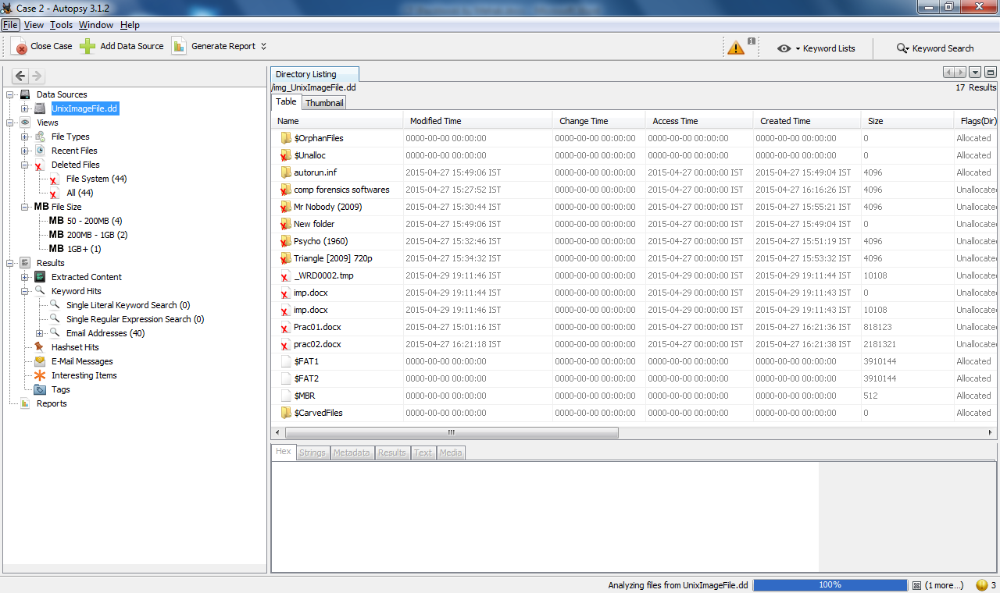 Case 2 - Autopsy 3.1.2
File View Tools Window Help
Close Case Add Data Source Generate Report 1 Keyword Lists Keyword Search
Data Sources
UnixImageFile.dd
Views
File Types
Recent Files
Deleted Files
File System (44)
All (44)
MB File Size
MB 50 - 200MB (4)
MB 200MB - 1GB (2)
MB 1GB+ (1)
Results
Extracted Content
Keyword Hits
Single Literal Keyword Search (0)
Single Regular Expression Search (0)
Email Addresses (40)
Hashset Hits
E-Mail Messages
Interesting Items
Tags
Reports
Directory Listing
/img_UnixImageFile.dd 17 Results
Table Thumbnail
Name Modified Time Change Time Access Time Created Time Size Flags(Dir)
$OrphanFiles 0000-00-00 00:00:00 0000-00-00 00:00:00 0000-00-00 00:00:00 0000-00-00 00:00:00 0 Allocated
$Unalloc 0000-00-00 00:00:00 0000-00-00 00:00:00 0000-00-00 00:00:00 0000-00-00 00:00:00 0 Allocated
autorun.inf 2015-04-27 15:49:06 IST 0000-00-00 00:00:00 2015-04-27 00:00:00 IST 2015-04-27 15:49:04 IST 4096 Allocated
comp forensics softwares 2015-04-27 15:27:52 IST 0000-00-00 00:00:00 2015-04-27 00:00:00 IST 2015-04-27 16:16:26 IST 4096 Unallocated
Mr Nobody (2009) 2015-04-27 15:30:44 IST 0000-00-00 00:00:00 2015-04-27 00:00:00 IST 2015-04-27 15:55:21 IST 4096 Unallocated
New folder 2015-04-27 15:49:06 IST 0000-00-00 00:00:00 2015-04-27 00:00:00 IST 2015-04-27 15:49:04 IST 0 Unallocated
Psycho (1960) 2015-04-27 15:32:46 IST 0000-00-00 00:00:00 2015-04-27 00:00:00 IST 2015-04-27 15:51:19 IST 4096 Unallocated
Triangle [2009] 720p 2015-04-27 15:34:32 IST 0000-00-00 00:00:00 2015-04-27 00:00:00 IST 2015-04-27 15:53:38 IST 4096 Unallocated
_WRD0002.tmp 2015-04-29 19:11:46 IST 0000-00-00 00:00:00 2015-04-29 00:00:00 IST 2015-04-29 19:11:44 IST 10108 Unallocated
imp.docx 2015-04-29 19:11:44 IST 0000-00-00 00:00:00 2015-04-29 00:00:00 IST 2015-04-29 19:11:43 IST 0 Unallocated
imp.docx 2015-04-29 19:11:46 IST 0000-00-00 00:00:00 2015-04-29 00:00:00 IST 2015-04-29 19:11:44 IST 10108 Unallocated
Prac01.docx 2015-04-27 15:01:16 IST 0000-00-00 00:00:00 2015-04-27 00:00:00 IST 2015-04-27 16:21:38 IST 818123 Unallocated
prac02.docx 2015-04-27 16:21:18 IST 0000-00-00 00:00:00 2015-04-27 00:00:00 IST 2015-04-27 16:21:38 IST 2181321 Unallocated
$FAT1 0000-00-00 00:00:00 0000-00-00 00:00:00 0000-00-00 00:00:00 0000-00-00 00:00:00 3910144 Allocated
$FAT2 0000-00-00 00:00:00 0000-00-00 00:00:00 0000-00-00 00:00:00 0000-00-00 00:00:00 3910144 Allocated
$MBR 0000-00-00 00:00:00 0000-00-00 00:00:00 0000-00-00 00:00:00 0000-00-00 00:00:00 512 Allocated
$CarvedFiles 0000-00-00 00:00:00 0000-00-00 00:00:00 0000-00-00 00:00:00 0000-00-00 00:00:00 0 Allocated
Hex Strings Metadata Results Text Media
Analyzing files from UnixImageFile.dd 100% (1 more...) 3